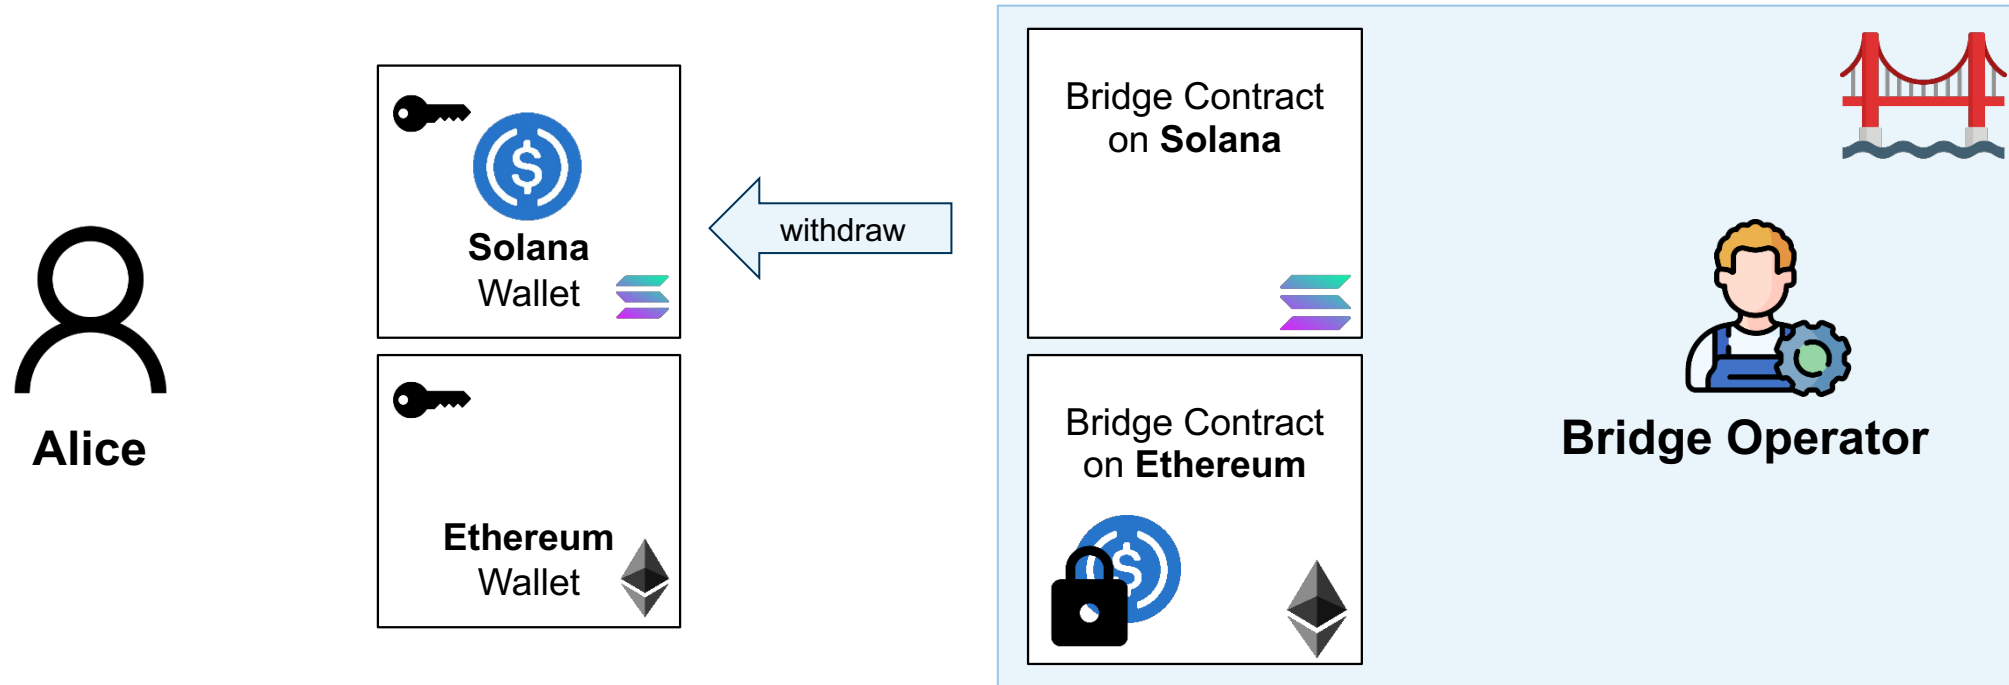 Alice
Solana
Wallet
Ethereum
Wallet
withdraw
Bridge Contract
on Solana
Bridge Contract
on Ethereum
Bridge Operator